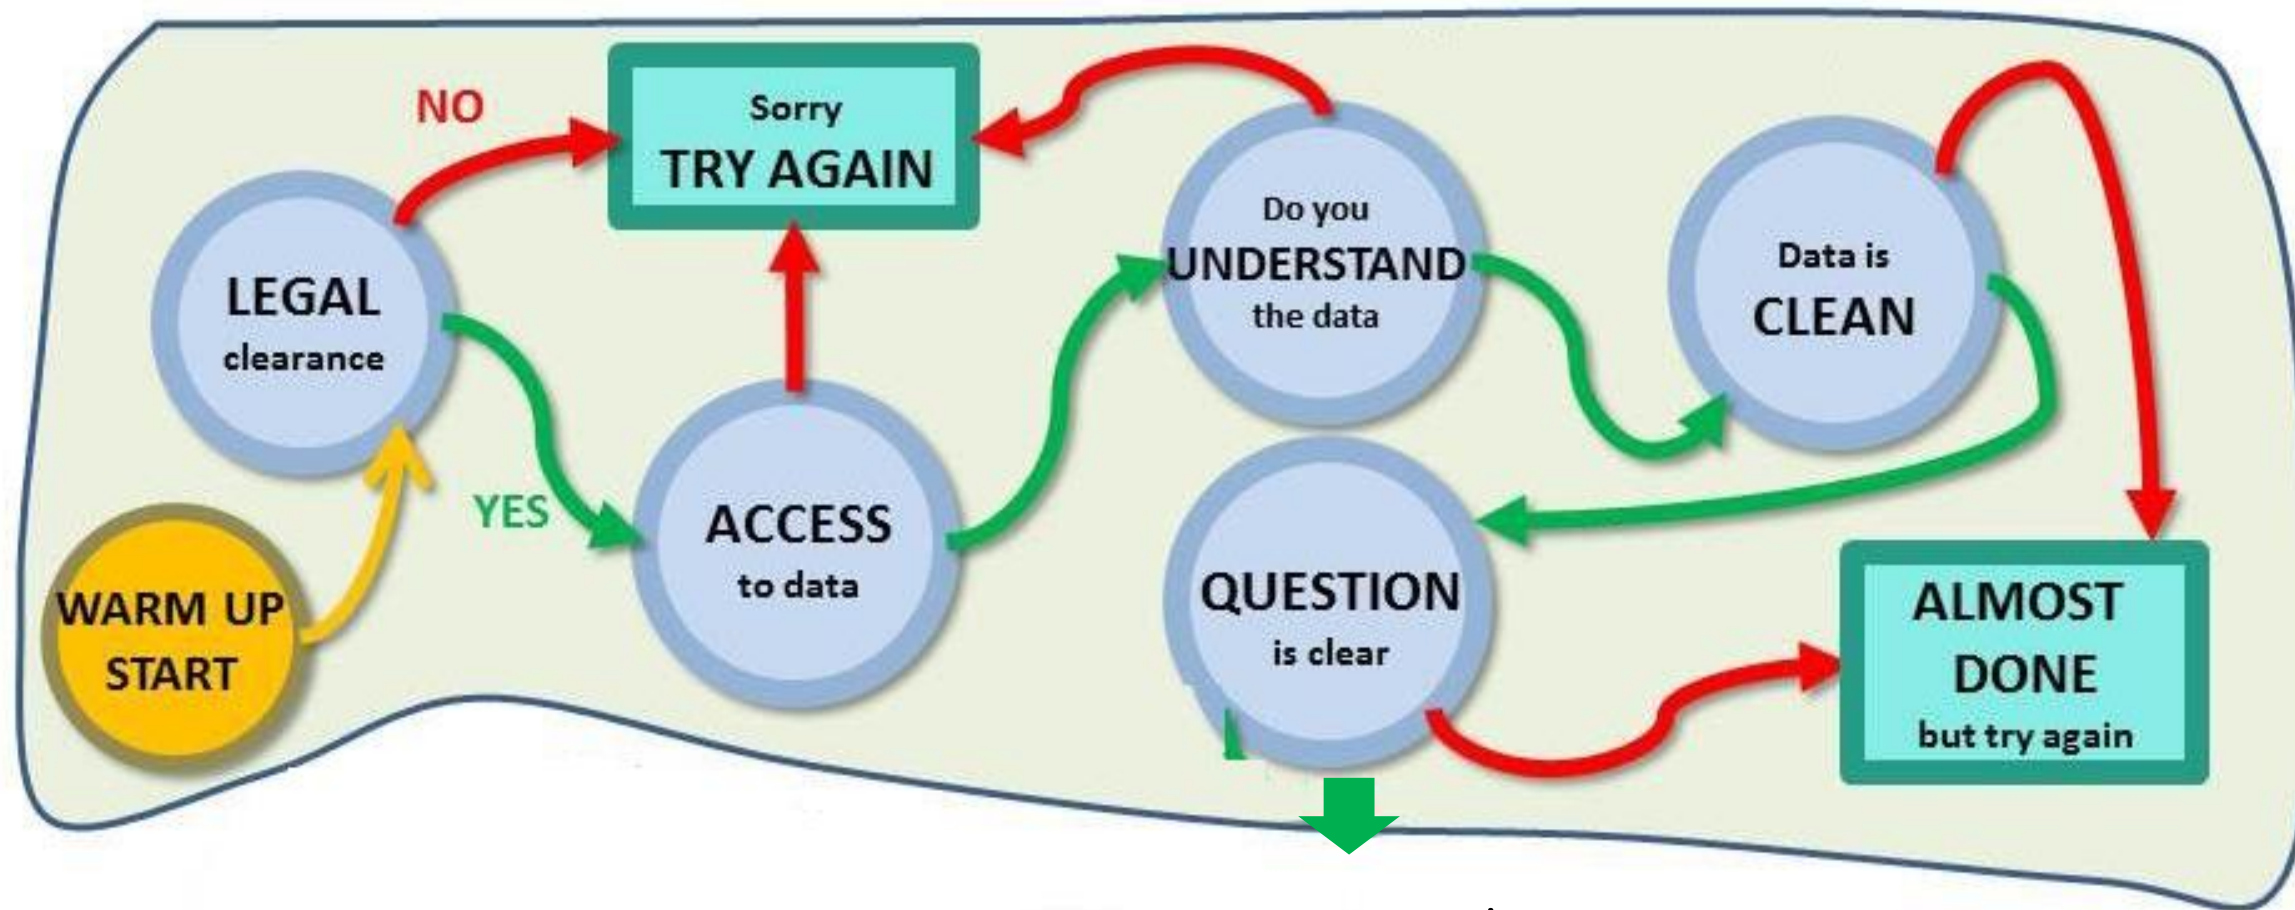 NO
Sorry
TRY AGAIN
LEGAL
clearance
YES
WARM UP
START
ACCESS
to data
Do you
UNDERSTAND
the data
Data is
CLEAN
QUESTION
is clear
ALMOST
DONE
but try again